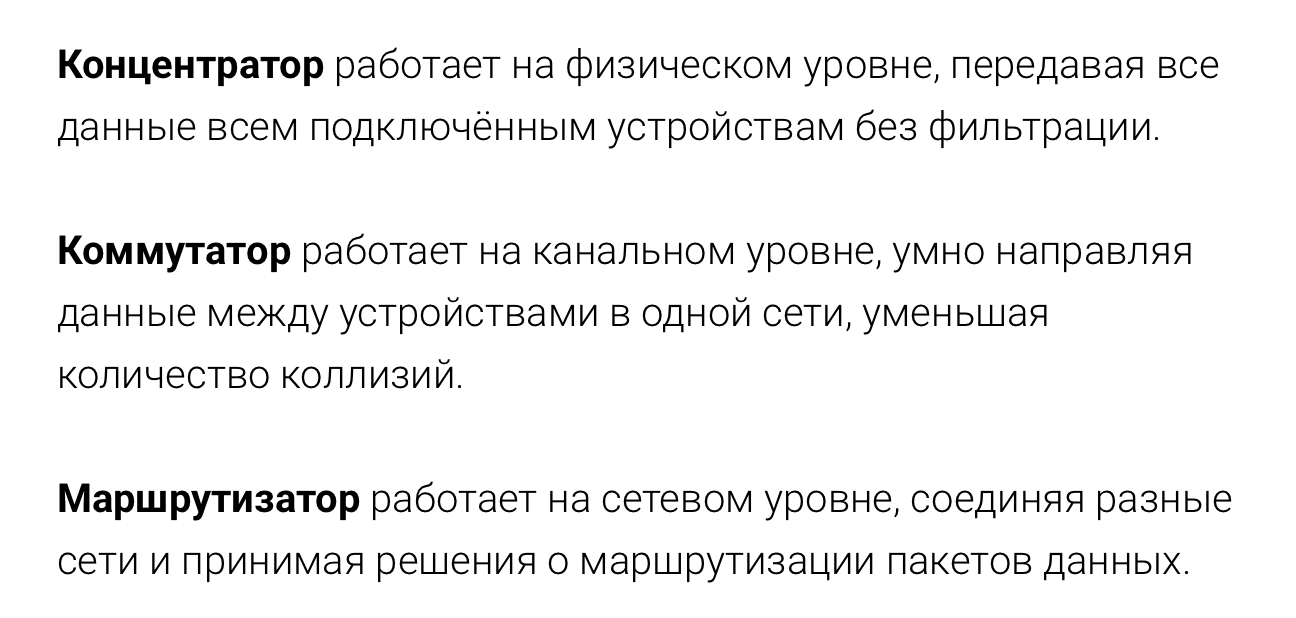 Концентратор работает на физическом уровне, передавая все
данные всем подключённым устройствам без фильтрации.
Коммутатор работает на канальном уровне, умно направляя
данные между устройствами в одной сети, уменьшая
количество коллизий.
Маршрутизатор работает на сетевом уровне, соединяя разные
сети и принимая решения о маршрутизации пакетов данных.